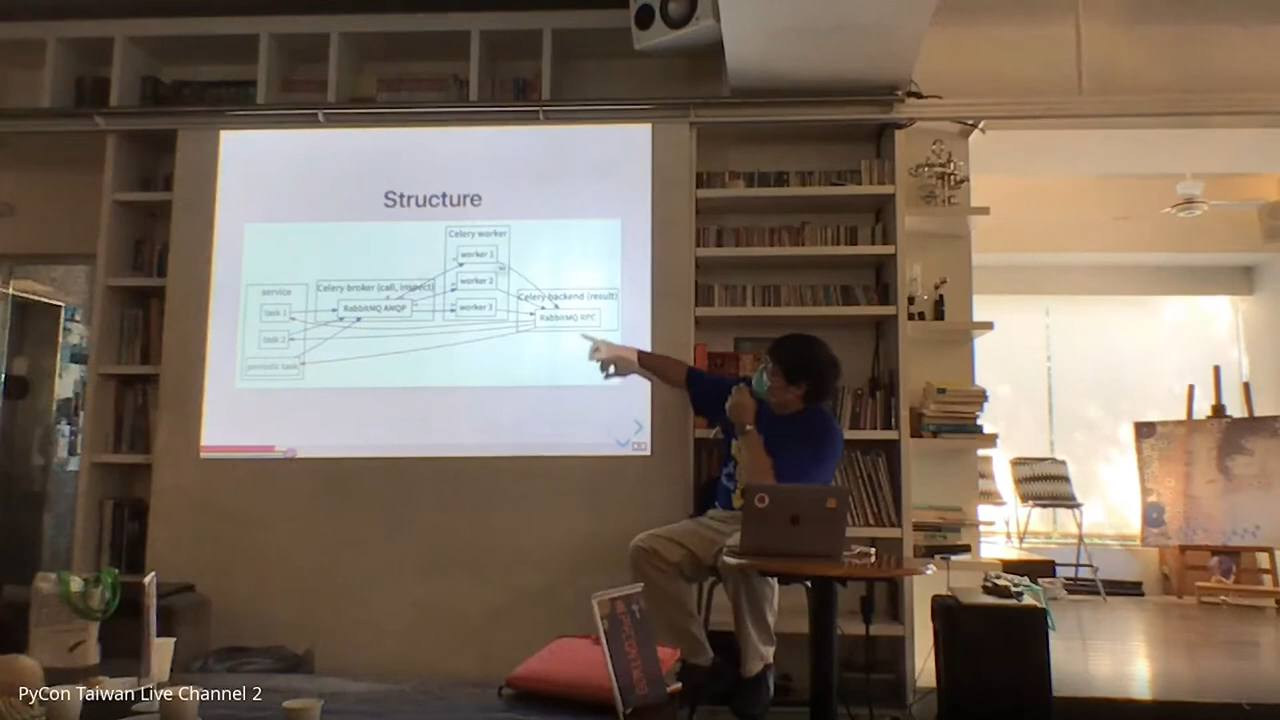 Structure
Celery worker
worker 1
worker 2
worker 3
Celery broker (call, inspect)
RabbitMQ AMQP
service
task 1
task 2
periodic task
Celery backend (result)
RabbitMQ RPC
PyCon Taiwan Live Channel 2